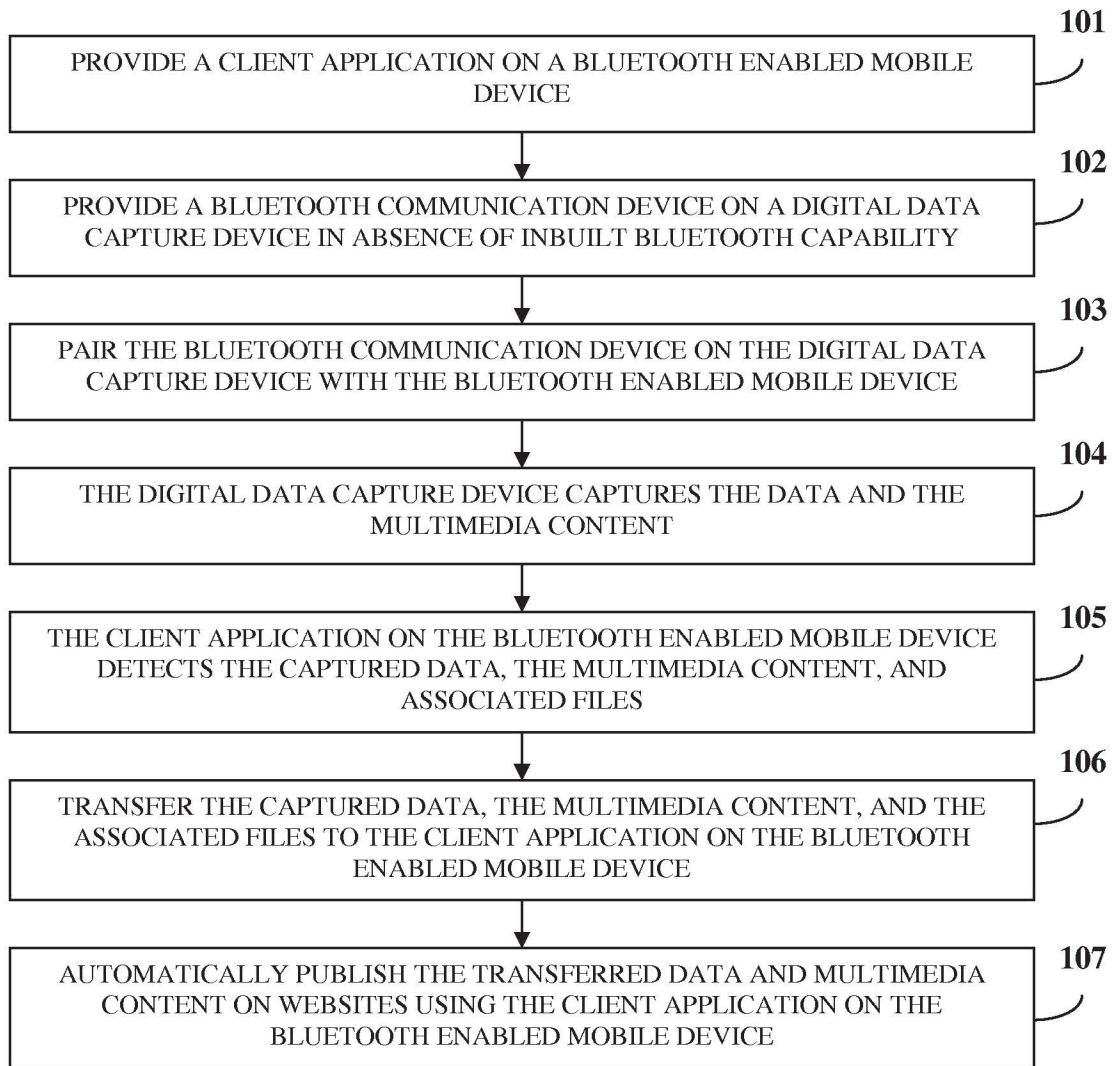 101
PROVIDE A CLIENT APPLICATION ON A BLUETOOTH ENABLED MOBILE
DEVICE
102
PROVIDE A BLUETOOTH COMMUNICATION DEVICE ON A DIGITAL DATA
CAPTURE DEVICE IN ABSENCE OF INBUILT BLUETOOTH CAPABILITY
103
PAIR THE BLUETOOTH COMMUNICATION DEVICE ON THE DIGITAL DATA
CAPTURE DEVICE WITH THE BLUETOOTH ENABLED MOBILE DEVICE
104
THE DIGITAL DATA CAPTURE DEVICE CAPTURES THE DATA AND THE
MULTIMEDIA CONTENT
105
THE CLIENT APPLICATION ON THE BLUETOOTH ENABLED MOBILE DEVICE
DETECTS THE CAPTURED DATA, THE MULTIMEDIA CONTENT, AND
ASSOCIATED FILES
106
TRANSFER THE CAPTURED DATA, THE MULTIMEDIA CONTENT, AND THE
ASSOCIATED FILES TO THE CLIENT APPLICATION ON THE BLUETOOTH
ENABLED MOBILE DEVICE
107
AUTOMATICALLY PUBLISH THE TRANSFERRED DATA AND MULTIMEDIA
CONTENT ON WEBSITES USING THE CLIENT APPLICATION ON THE
BLUETOOTH ENABLED MOBILE DEVICE